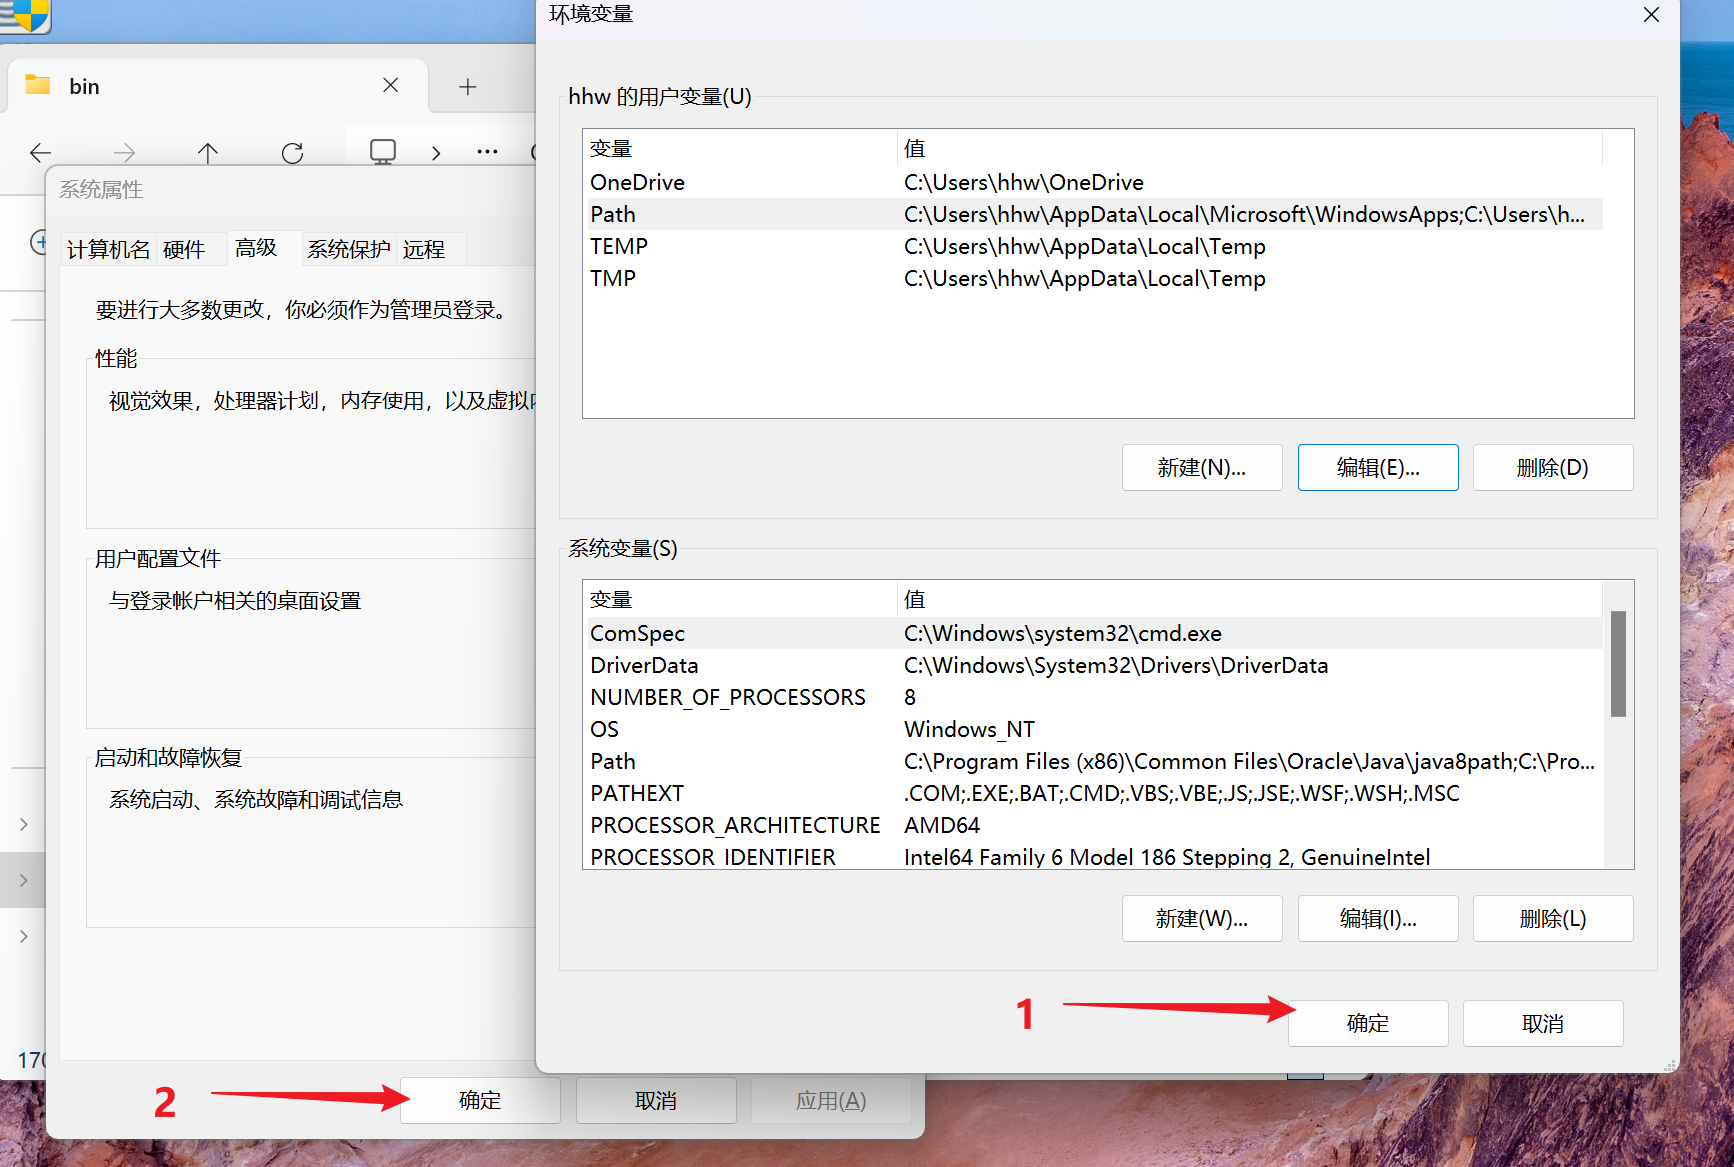 bin
系统属性
计算机名 硬件 高级 系统保护 远程
要进行大多数更改，你必须作为管理员登录。
性能
视觉效果，处理器计划，内存使用，以及虚拟
用户配置文件
与登录帐户相关的桌面设置
启动和故障恢复
系统启动、系统故障和调试信息
170
2
确定 取消 应用(A)
环境变量
hhw 的用户变量(U)
变量 值
OneDrive C:\Users\hhw\OneDrive
Path C:\Users\hhw\AppData\Local\Microsoft\WindowsApps;C:\Users\h...
TEMP C:\Users\hhw\AppData\Local\Temp
TMP C:\Users\hhw\AppData\Local\Temp
新建(N)... 编辑(E)... 删除(D)
系统变量(S)
变量 值
ComSpec C:\Windows\system32\cmd.exe
DriverData C:\Windows\System32\Drivers\DriverData
NUMBER_OF_PROCESSORS 8
OS Windows_NT
Path C:\Program Files (x86)\Common Files\Oracle\Java\java8path;C:\Pro...
PATHEXT .COM;.EXE;.BAT;.CMD;.VBS;.VBE;.JS;.JSE;.WSF;.WSH;.MSC
PROCESSOR_ARCHITECTURE AMD64
PROCESSOR_IDENTIFIER Intel64 Family 6 Model 186 Stepping 2, GenuineIntel
新建(W)... 编辑(I)... 删除(L)
1
确定 取消